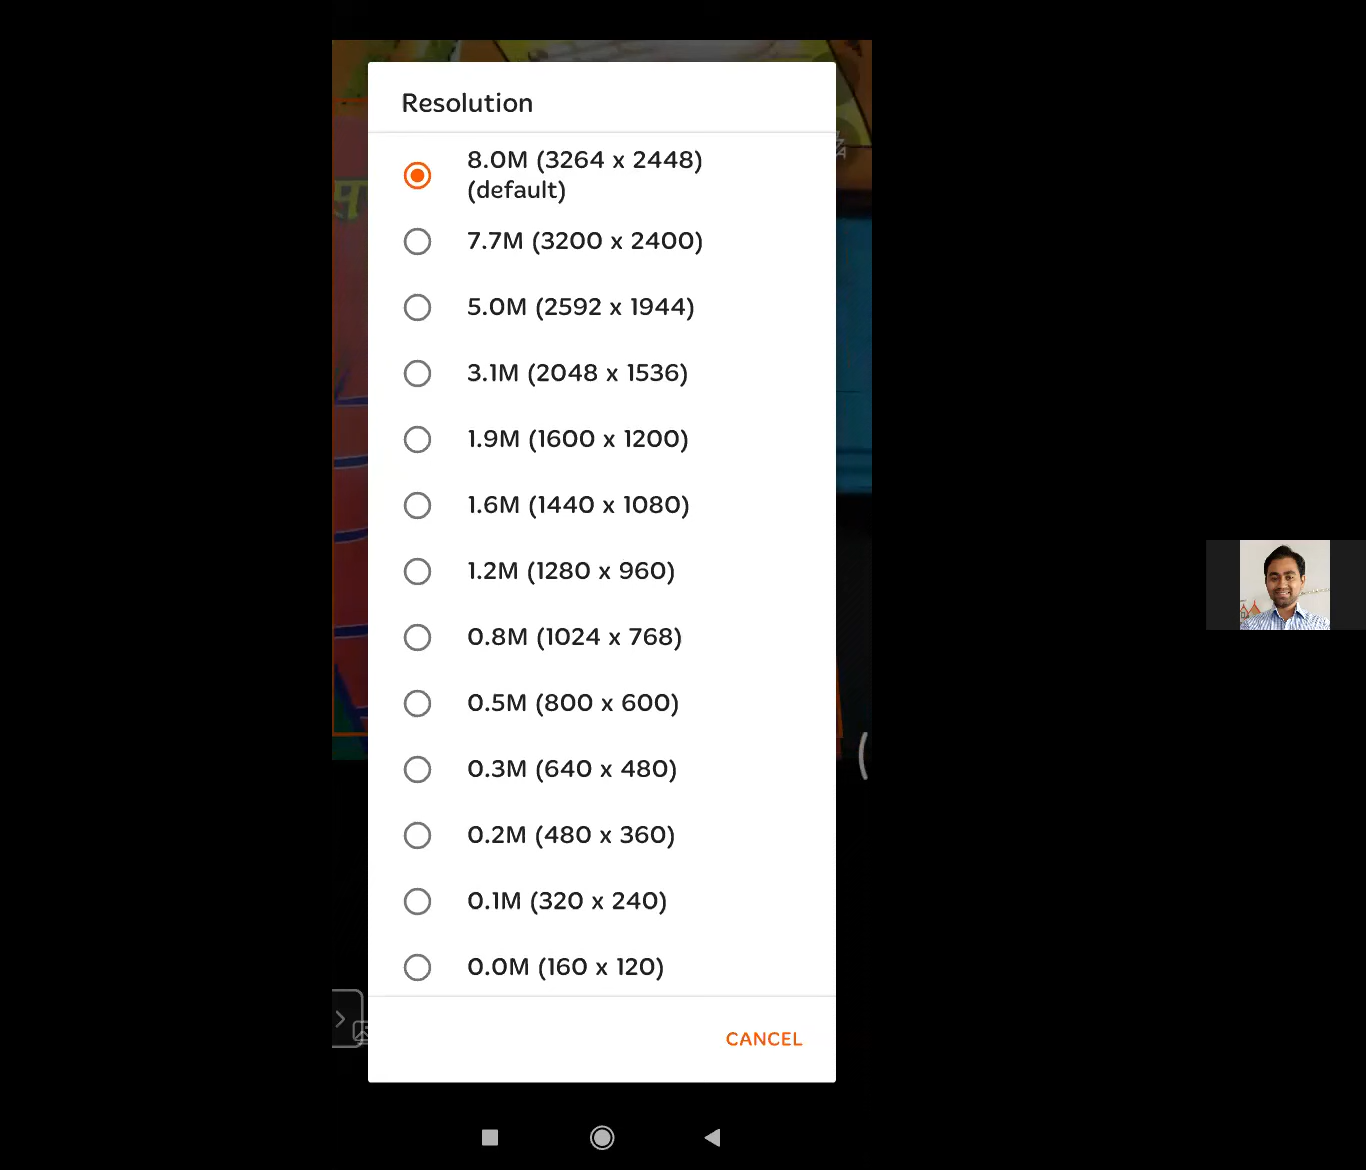 Resolution
8.0M (3264 x 2448)
(default)
7.7M (3200 x 2400)
5.0M (2592 x 1944)
3.1M (2048 x 1536)
1.9M (1600 x 1200)
1.6M (1440 x 1080)
1.2M (1280 x 960)
0.8M (1024 x 768)
0.5M (800 x 600)
0.3M (640 x 480)
0.2M (480 x 360)
0.1M (320 x 240)
0.0M (160 x 120)
CANCEL